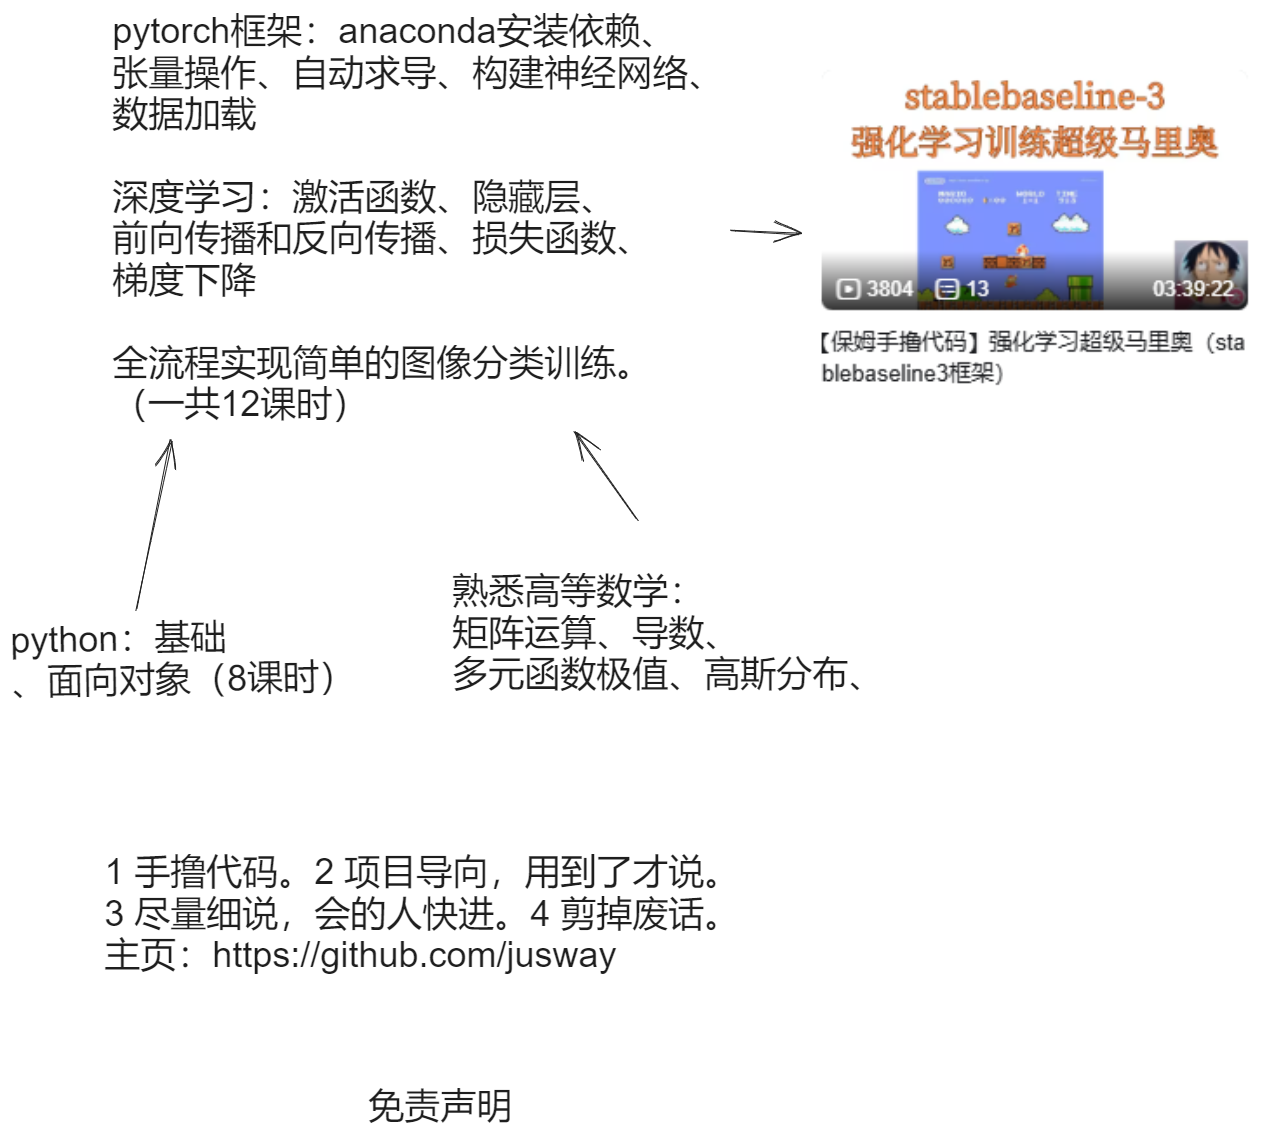 pytorch框架：anaconda安装依赖、
张量操作、自动求导、构建神经网络、
数据加载
深度学习：激活函数、隐藏层、
前向传播和反向传播、损失函数、
梯度下降
全流程实现简单的图像分类训练。
（一共12课时）
stablebaseline-3
强化学习训练超级马里奥
MARIO
WORLD
TIME
1-1
3804
13
03:39:22
【保姆手撸代码】强化学习超级马里奥（sta
blebaseline3框架）
python：基础
、面向对象（8课时）
熟悉高等数学：
矩阵运算、导数、
多元函数极值、高斯分布、
1 手撸代码。2 项目导向，用到了才说。
3 尽量细说，会的人快进。4 剪掉废话。
主页：https://github.com/jusway
免责声明